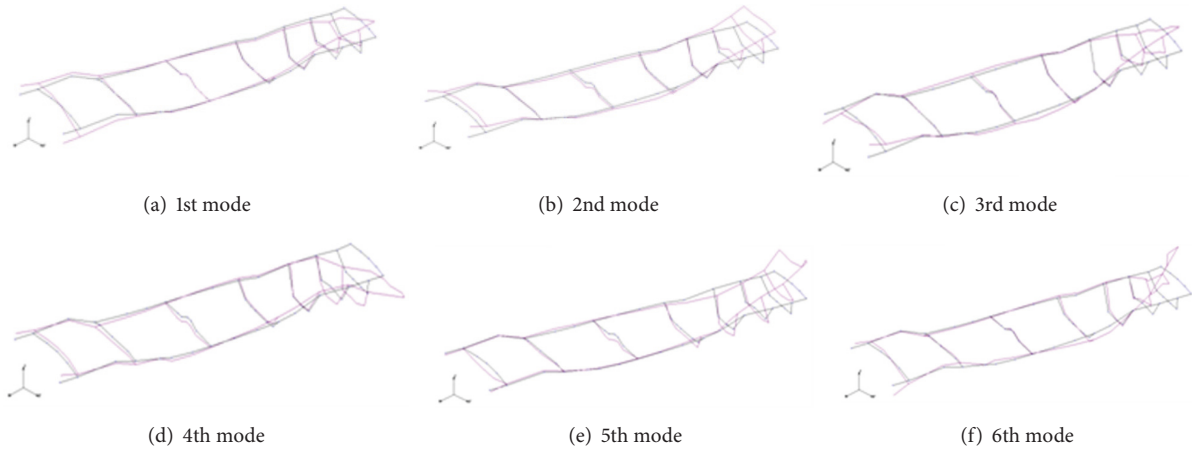 (a) 1st mode
(b) 2nd mode
(c) 3rd mode
(d) 4th mode
(e) 5th mode
(f) 6th mode